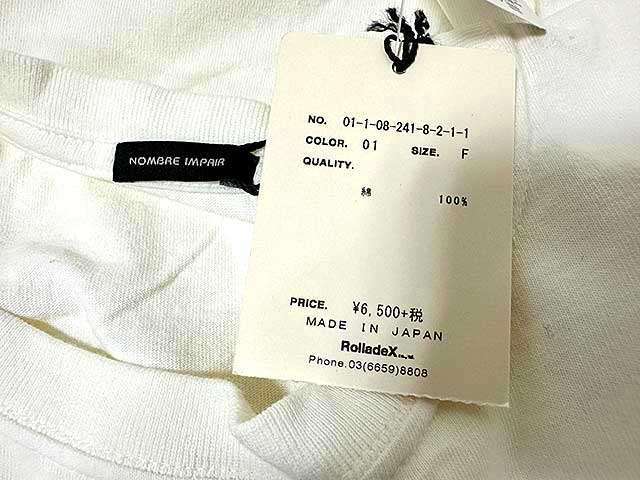 NOMBRE IMPAIR
NO. 01-1-08-241-8-2-1-1
COLOR. 01 SIZE. F
QUALITY.
綿 100%
PRICE. ¥6,500+税
MADE IN JAPAN
RolladeX
Phone.03(6659)8808